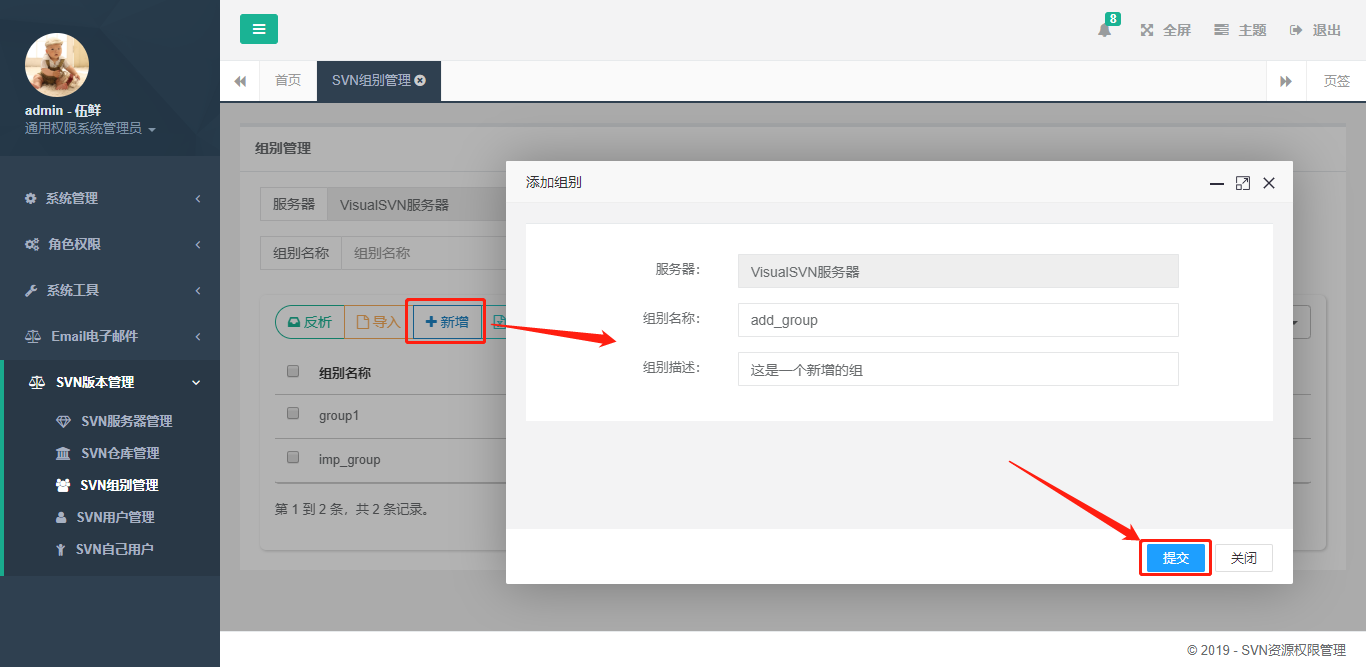 8
全屏
主题
退出
admin - 伍鲜
通用权限系统管理员
首页
SVN组别管理
页签
系统管理
角色权限
系统工具
Email电子邮件
SVN版本管理
SVN服务器管理
SVN仓库管理
SVN组别管理
SVN用户管理
SVN自己用户
组别管理
服务器
VisualSVN服务器
组别名称
组别名称
反析
导入
新增
组别名称
group1
imp_group
第 1 到 2 条，共 2 条记录。
添加组别
服务器：
VisualSVN服务器
组别名称：
add_group
组别描述：
这是一个新增的组
提交
关闭
© 2019 - SVN资源权限管理